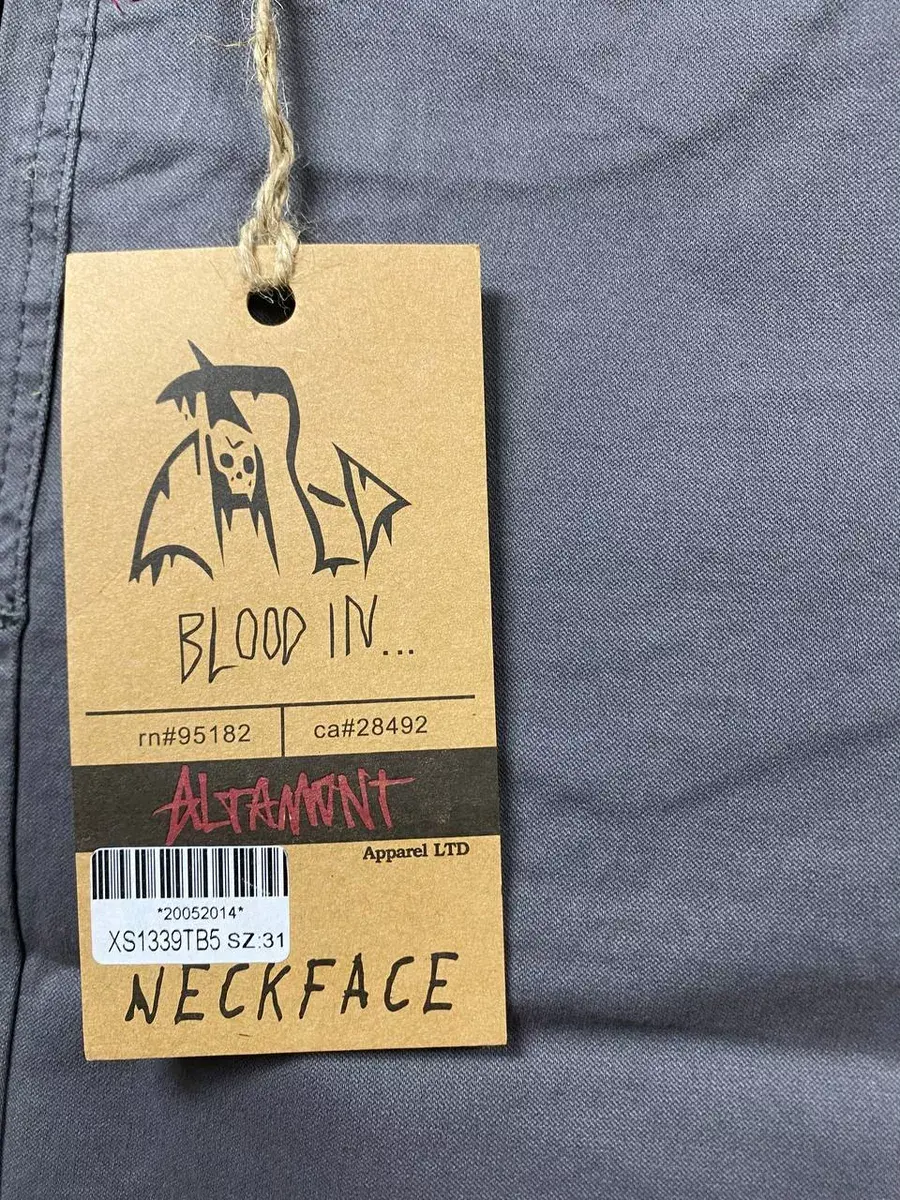 BLOOD IN...
rn#95182 ca#28492
ALTAMONT
Apparel LTD
*20052014*
XS1339TB5 SZ:31
NECKFACE